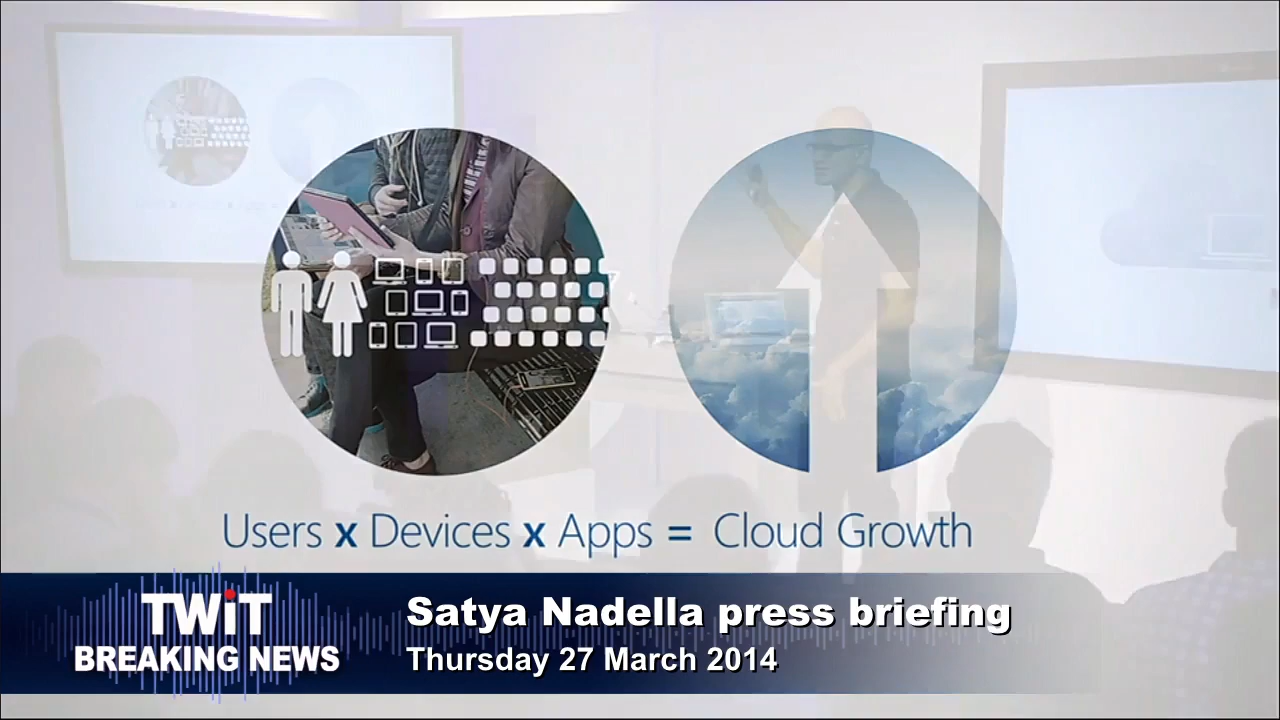 Users x Devices x Apps = Cloud Growth
TWiT
BREAKING NEWS
Satya Nadella press briefing
Thursday 27 March 2014